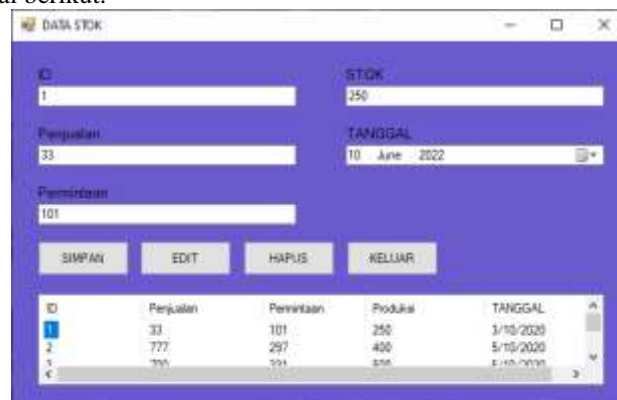 al berikut.
DATA STOK
ID STOK
1 250
Penjualan TANGGAL
33 10 June 2022
Permintaan
101
SIMPAN EDIT HAPUS KELUAR
ID Penjualan Permintaan Produksi TANGGAL
1 33 101 250 3/10/2020
2 777 297 400 5/10/2020